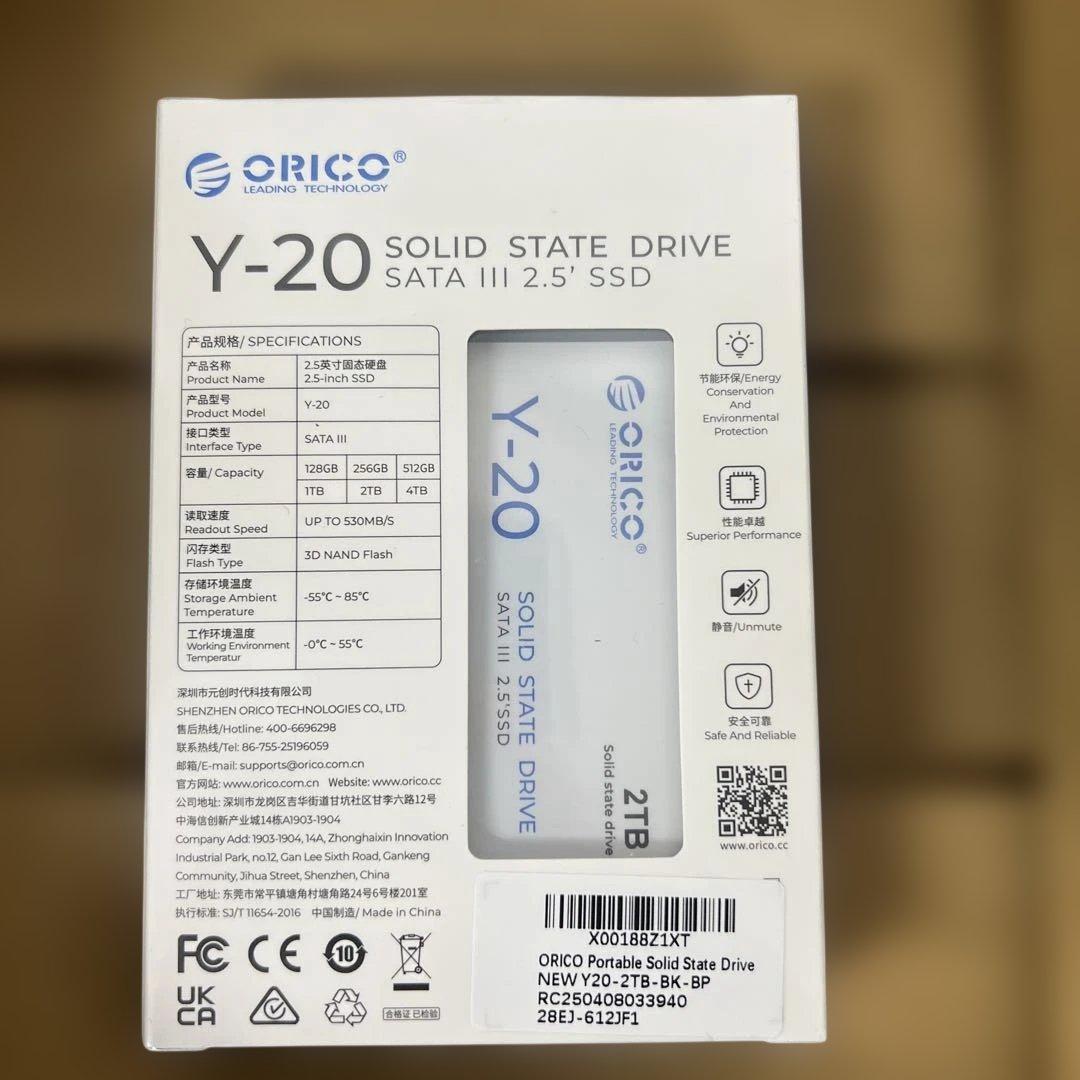 ORICO®
LEADING TECHNOLOGY
Y-20
SOLID STATE DRIVE
SATA III 2.5' SSD
产品规格/ SPECIFICATIONS
产品名称
Product Name
2.5英寸固态硬盘
2.5-inch SSD
产品型号
Product Model
Y-20
接口类型
Interface Type
SATA III
容量/ Capacity
128GB 256GB 512GB
1TB 2TB 4TB
读取速度
Readout Speed
UP TO 530MB/S
闪存类型
Flash Type
3D NAND Flash
存储环境温度
Storage Ambient
Temperature
-55℃ ~ 85℃
工作环境温度
Working Environment
Temperatur
-0℃ ~ 55℃
深圳市元创时代科技有限公司
SHENZHEN ORICO TECHNOLOGIES CO., LTD.
售后热线/Hotline: 400-6696298
联系热线/Tel: 86-755-25196059
邮箱/E-mail: supports@orico.com.cn
官方网站: www.orico.com.cn Website: www.orico.cc
公司地址: 深圳市龙岗区吉华街道甘坑社区甘李六路12号
中海信创新产业城14栋A1903-1904
Company Add: 1903-1904, 14A, Zhonghaixin Innovation
Industrial Park, no.12, Gan Lee Sixth Road, Gankeng
Community, Jihua Street, Shenzhen, China
工厂地址: 东莞市常平镇塘角村塘角路24号6号楼201室
执行标准: SJ/T 11654-2016 中国制造/ Made in China
FC CE 10
UK
CA
合格证 已检验
ORICO®
LEADING TECHNOLOGY
Y-20
SOLID STATE DRIVE
SATA III 2.5'SSD
2TB
Solid state drive
节能环保/Energy
Conservation
And
Environmental
Protection
性能卓越
Superior Performance
静音/Unmute
安全可靠
Safe And Reliable
www.orico.cc
X00188Z1XT
ORICO Portable Solid State Drive
NEW Y20-2TB-BK-BP
RC250408033940
28EJ-612JF1